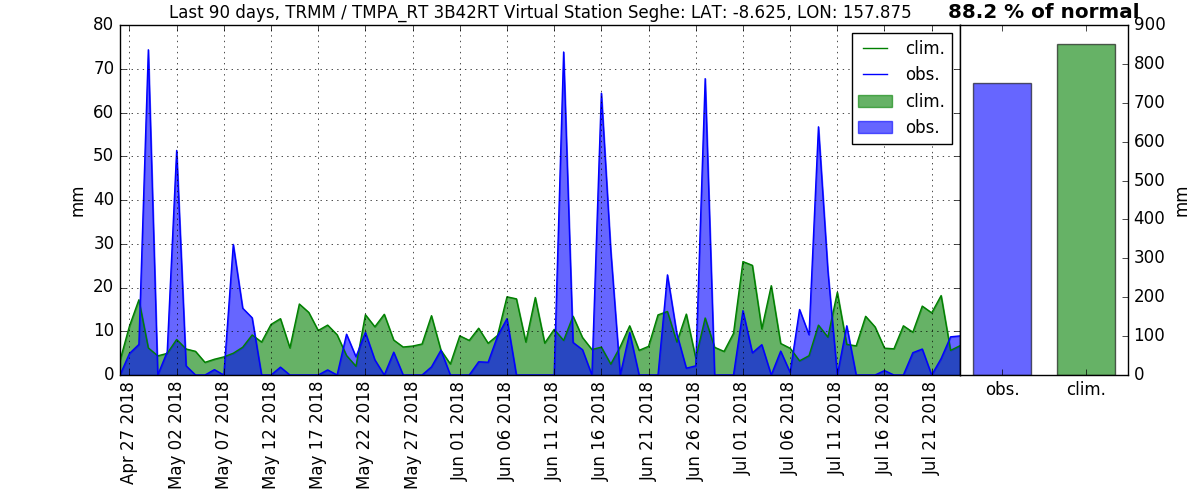 Last 90 days, TRMM / TMPA_RT 3B42RT Virtual Station Seghe: LAT: -8.625, LON: 157.875
88.2 % of normal
mm
80
70
60
50
40
30
20
10
0
clim.
obs.
clim.
obs.
900
800
700
600
500
400
300
200
100
0
mm
Apr 27 2018
May 02 2018
May 07 2018
May 12 2018
May 17 2018
May 22 2018
May 27 2018
Jun 01 2018
Jun 06 2018
Jun 11 2018
Jun 16 2018
Jun 21 2018
Jun 26 2018
Jul 01 2018
Jul 06 2018
Jul 11 2018
Jul 16 2018
Jul 21 2018
obs.
clim.